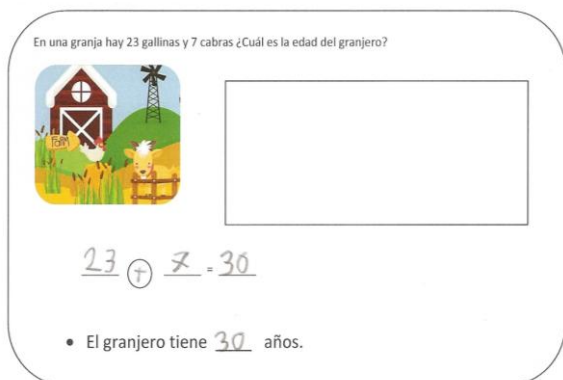 En una granja hay 23 gallinas y 7 cabras ¿Cuál es la edad del granjero?
FARM
23 + 7 = 30
• El granjero tiene 30 años.